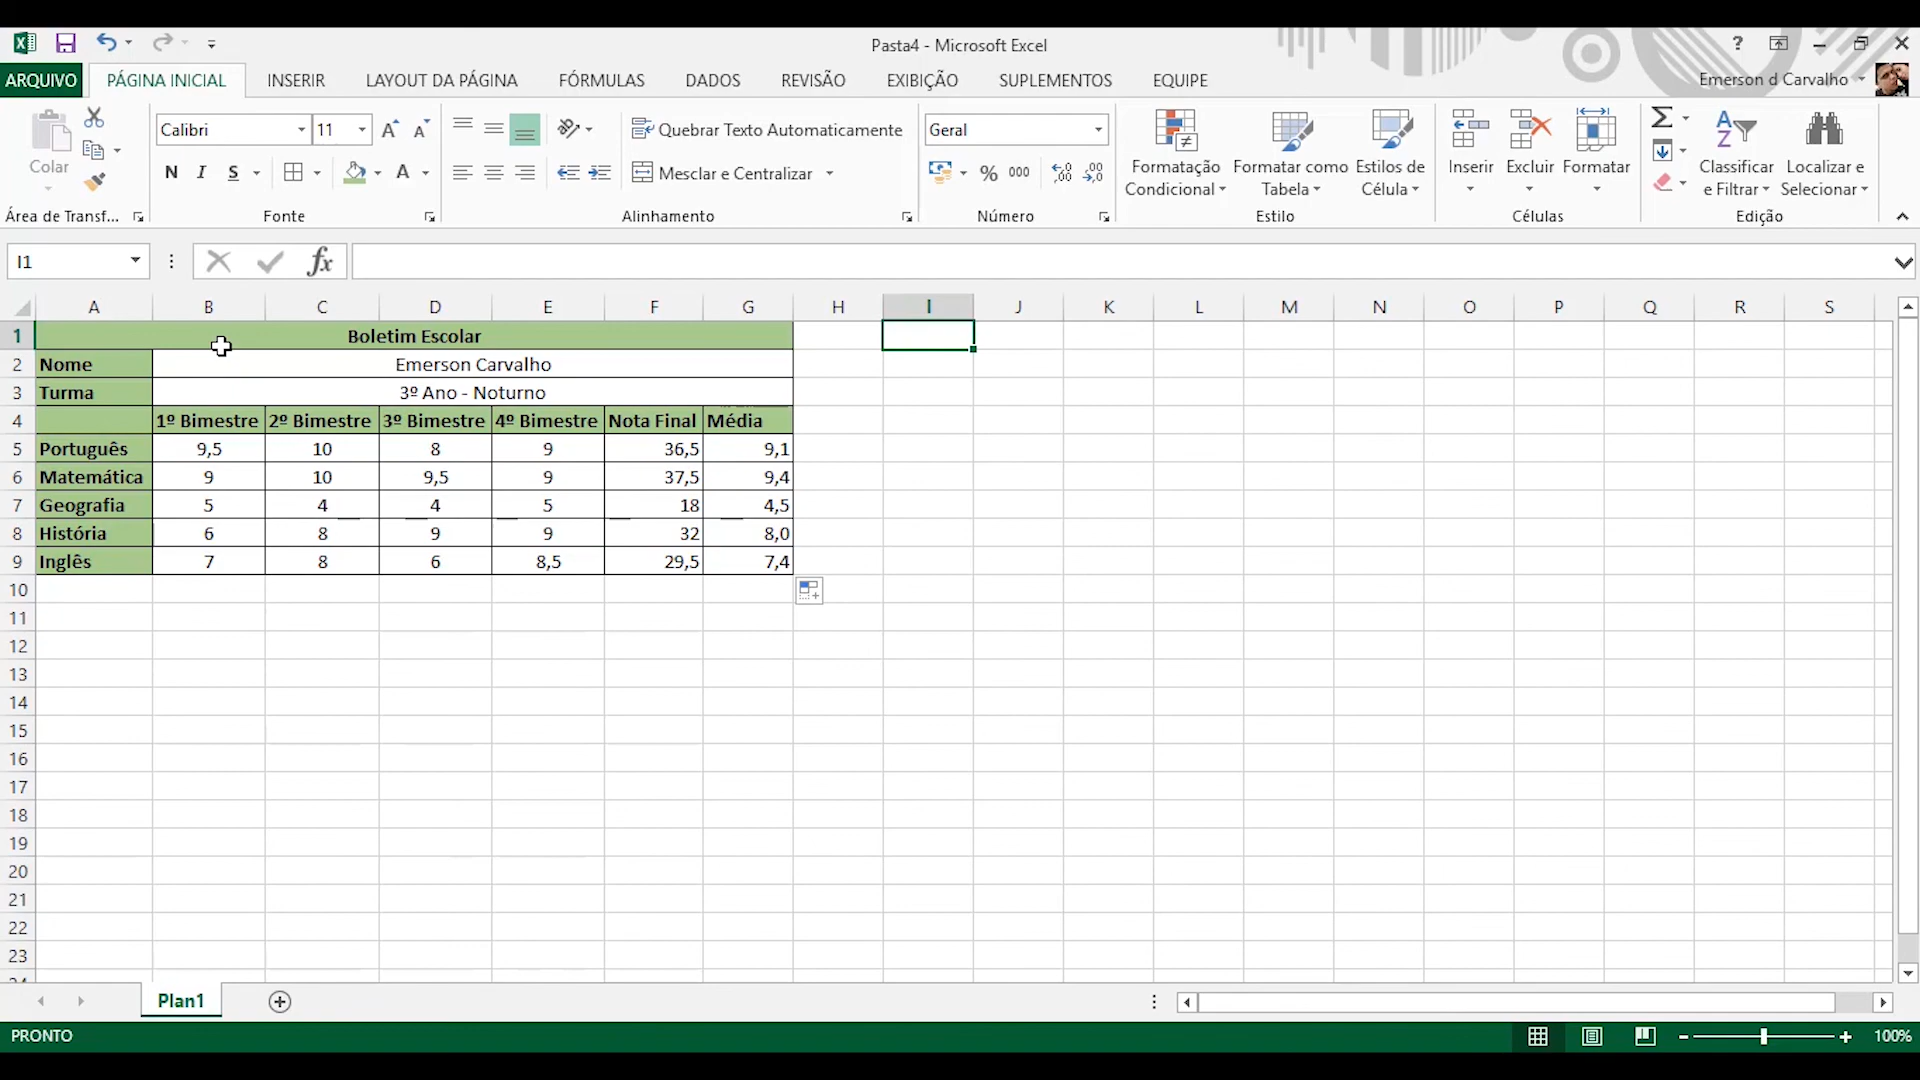 Pasta4 - Microsoft Excel
?
ARQUIVO PÁGINA INICIAL INSERIR LAYOUT DA PÁGINA FÓRMULAS DADOS REVISÃO EXIBIÇÃO SUPLEMENTOS EQUIPE Emerson d Carvalho
Colar
Calibri 11
N I S A
Quebrar Texto Automaticamente
Mesclar e Centralizar
Geral
% 000
Formatação Condicional
Formatar como Tabela
Estilos de Célula
Inserir Excluir Formatar
Classificar e Filtrar
Localizar e Selecionar
Área de Transf... Fonte Alinhamento Número Estilo Células Edição
I1 fx
A B C D E F G H I J K L M N O P Q R S
1 Boletim Escolar
2 Nome Emerson Carvalho
3 Turma 3º Ano - Noturno
4 1º Bimestre 2º Bimestre 3º Bimestre 4º Bimestre Nota Final Média
5 Português 9,5 10 8 9 36,5 9,1
6 Matemática 9 10 9,5 9 37,5 9,4
7 Geografia 5 4 4 5 18 4,5
8 História 6 8 9 9 32 8,0
9 Inglês 7 8 6 8,5 29,5 7,4
10
11
12
13
14
15
16
17
18
19
20
21
22
23
Plan1
PRONTO 100%